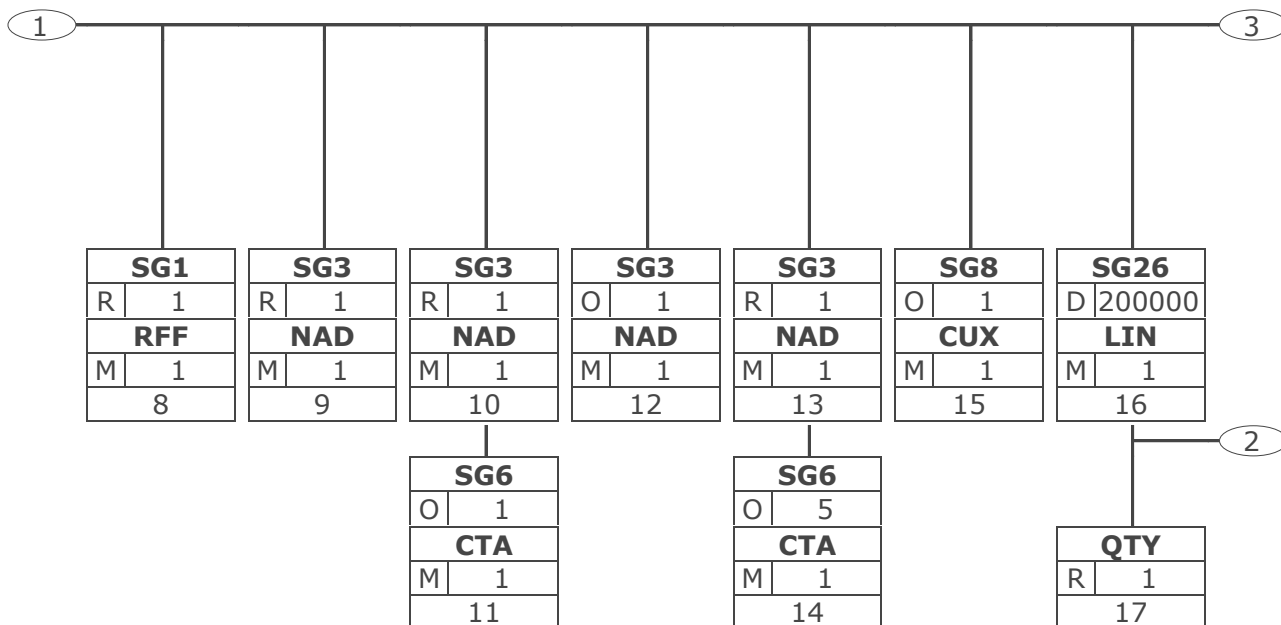 1 3
SG1 SG3 SG3 SG3 SG3 SG8 SG26
R 1 R 1 R 1 O 1 R 1 O 1 D 200000
RFF NAD NAD NAD NAD CUX LIN
M 1 M 1 M 1 M 1 M 1 M 1 M 1
8 9 10 12 13 15 16
2
SG6 SG6
O 1 O 5
CTA CTA QTY
M 1 M 1 R 1
11 14 17